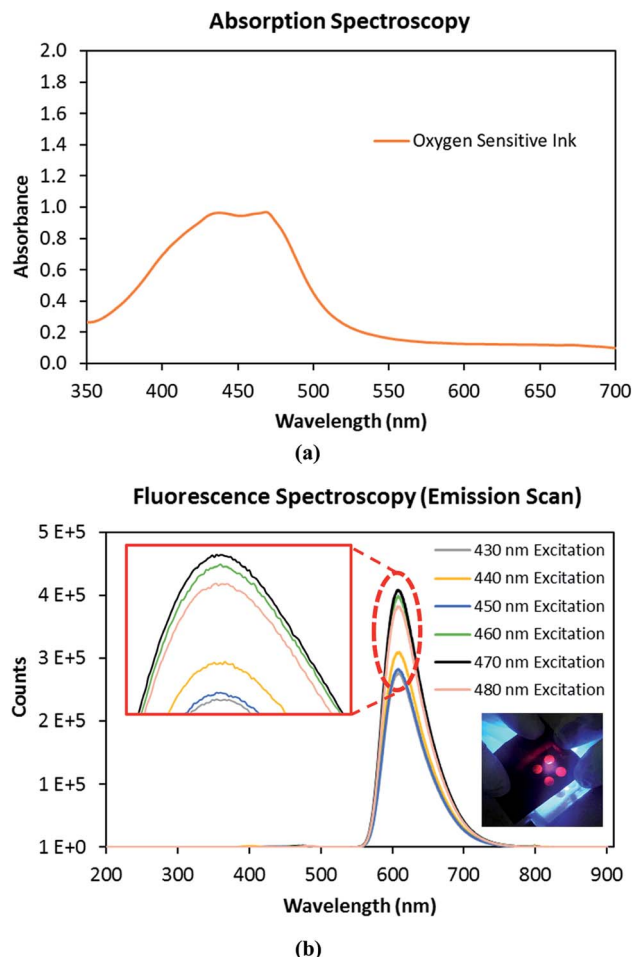 Absorption Spectroscopy
2.0
1.8
1.6
1.4
1.2
1.0
0.8
0.6
0.4
0.2
0.0
Absorbance
Oxygen Sensitive Ink
350 400 450 500 550 600 650 700
Wavelength (nm)
(a)
Fluorescence Spectroscopy (Emission Scan)
5 E+5
4 E+5
3 E+5
2 E+5
1 E+5
1 E+0
Counts
430 nm Excitation
440 nm Excitation
450 nm Excitation
460 nm Excitation
470 nm Excitation
480 nm Excitation
200 300 400 500 600 700 800 900
Wavelength (nm)
(b)